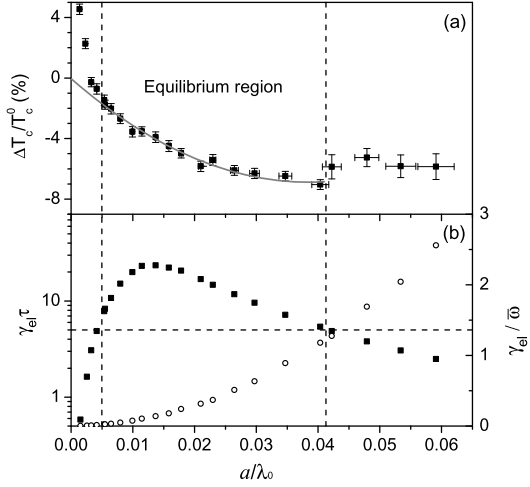 (a)
4
0
-4
-8
ΔT_c/T_c^0 (%)
Equilibrium region
(b)
10
1
γ_el τ
3
2
1
0
γ_el / ω̅
0.00 0.01 0.02 0.03 0.04 0.05 0.06
a/λ_0